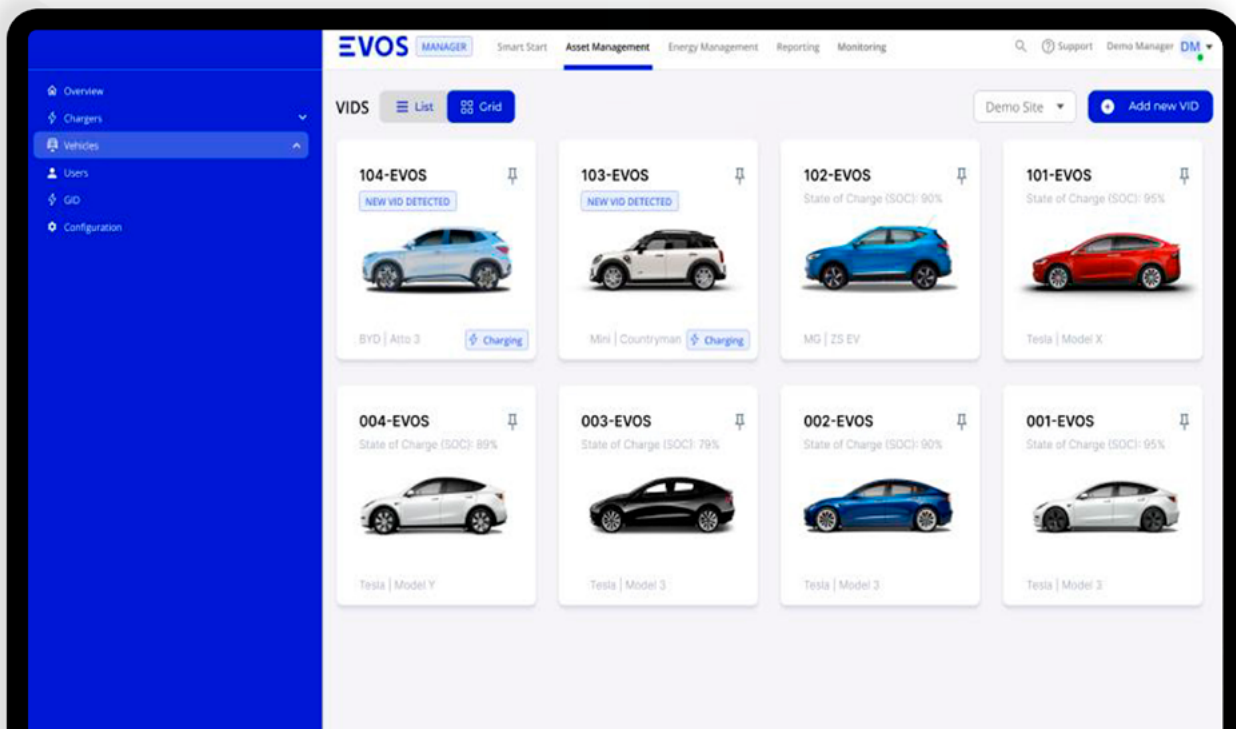 EVOS MANAGER Smart Start Asset Management Energy Management Reporting Monitoring Support Demo Manager DM
Overview
Chargers
Vehicles
Users
GID
Configuration
VIDS List Grid Demo Site Add new VID
104-EVOS
NEW VID DETECTED
BYD | Atto 3 Charging
103-EVOS
NEW VID DETECTED
Mini | Countryman Charging
102-EVOS
State of Charge (SOC): 90%
MG | ZS EV
101-EVOS
State of Charge (SOC): 95%
Tesla | Model X
004-EVOS
State of Charge (SOC): 89%
Tesla | Model Y
003-EVOS
State of Charge (SOC): 79%
Tesla | Model 3
002-EVOS
State of Charge (SOC): 90%
Tesla | Model 3
001-EVOS
State of Charge (SOC): 95%
Tesla | Model 3